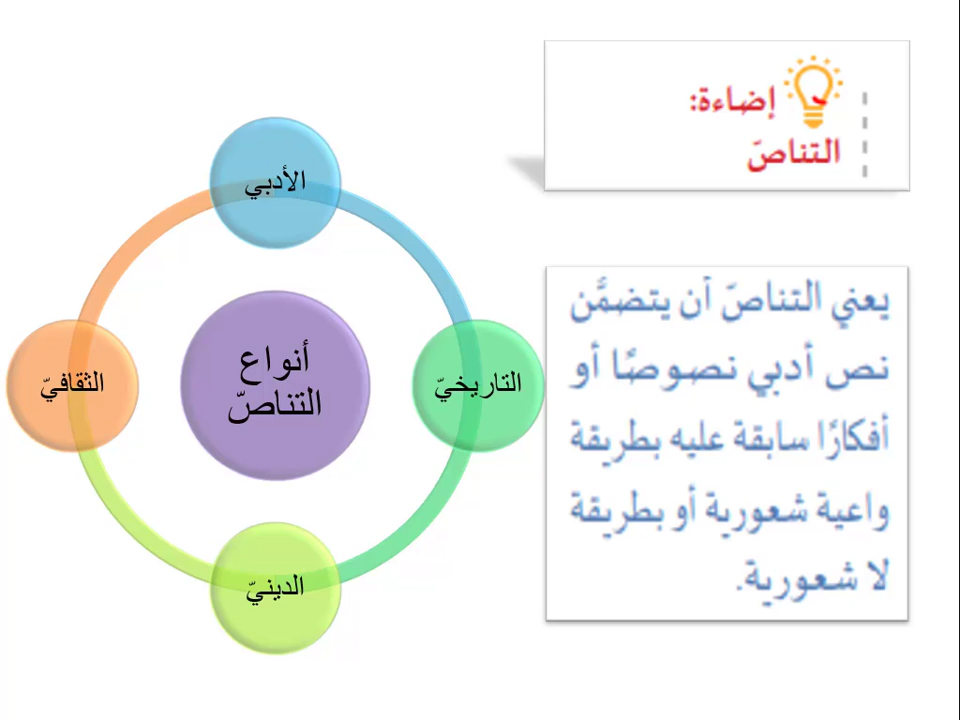 إضاءة:
التناصّ
يعني التناصّ أن يتضمَّن
نص أدبي نصوصًا أو
أفكارًا سابقة عليه بطريقة
واعية شعورية أو بطريقة
لا شعورية.
أنواع
التناصّ
الأدبي
التاريخيّ
الدينيّ
الثقافيّ